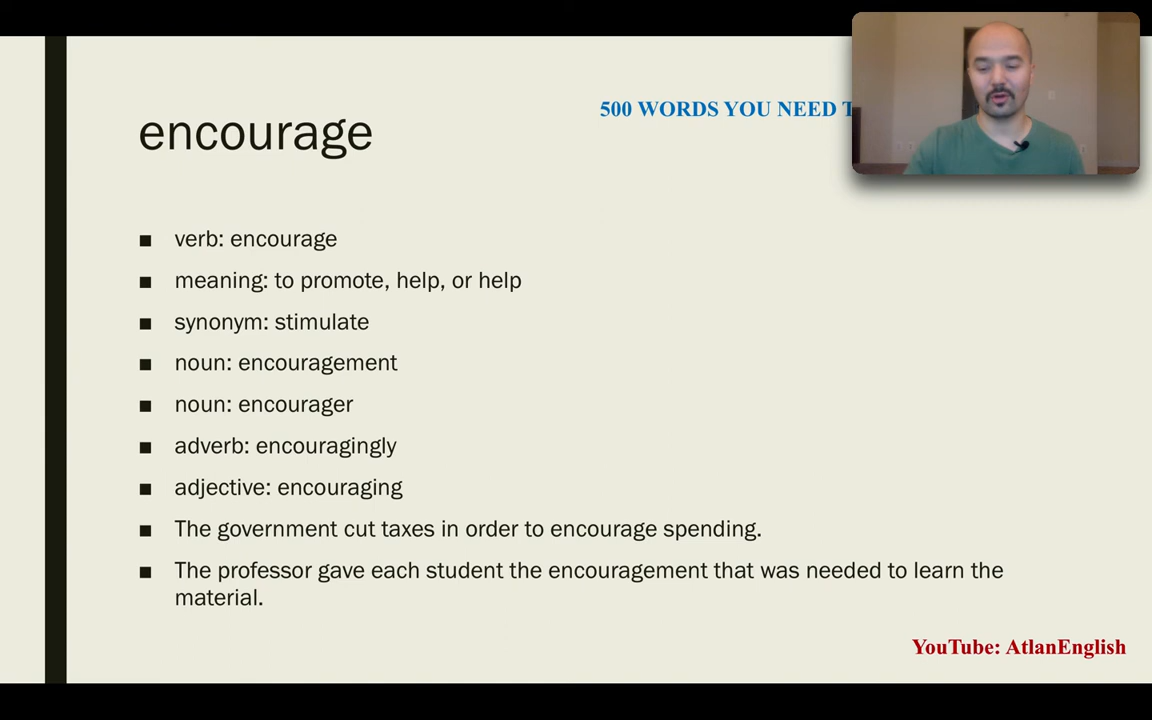 500 WORDS YOU NEED
encourage
■ verb: encourage
■ meaning: to promote, help, or help
■ synonym: stimulate
■ noun: encouragement
■ noun: encourager
■ adverb: encouragingly
■ adjective: encouraging
■ The government cut taxes in order to encourage spending.
■ The professor gave each student the encouragement that was needed to learn the
material.
YouTube: AtlanEnglish